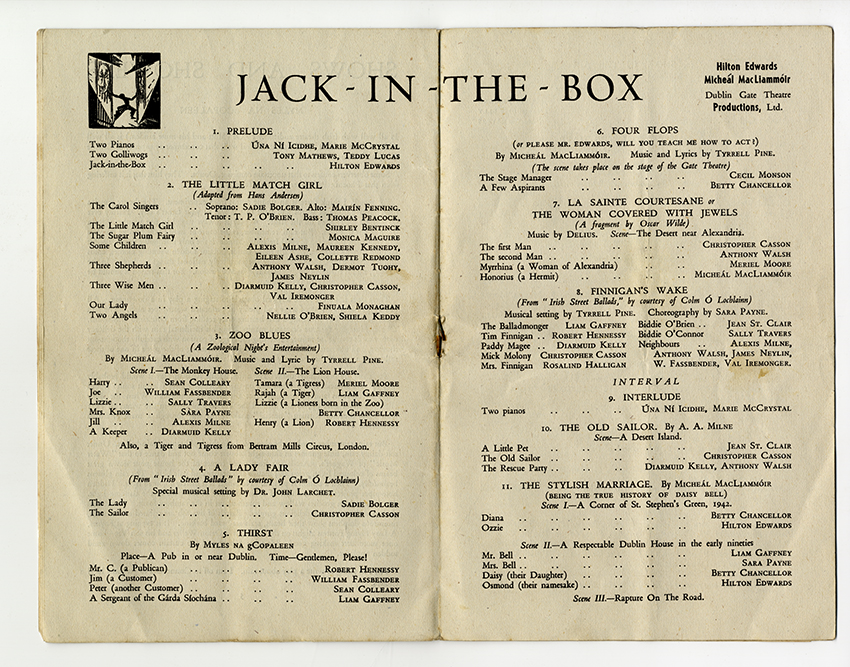 JACK - IN - THE - BOX
1. PRELUDE
Two Pianos .. .. .. Úna Ní Icidhe, Marie McCrystal
Two Golliwogs .. .. .. Tony Mathews, Teddy Lucas
Jack-in-the-Box .. .. .. .. Hilton Edwards
2. THE LITTLE MATCH GIRL
(Adapted from Hans Andersen)
The Carol Singers .. Soprano: Sadie Bolger. Alto: Mairín Fenning.
Tenor: T. P. O'Brien. Bass: Thomas Peacock.
The Little Match Girl .. .. .. .. Shirley Bentinck
The Sugar Plum Fairy .. .. .. .. Monica Maguire
Some Children .. .. .. Alexis Milne, Maureen Kennedy,
Eileen Ashe, Collette Redmond
Three Shepherds .. .. .. Anthony Walsh, Dermot Tuohy,
James Neylin
Three Wise Men .. .. .. Diarmuid Kelly, Christopher Casson,
Val Iremonger
Our Lady .. .. .. .. Finuala Monaghan
Two Angels .. .. .. Nellie O'Brien, Shiela Keddy
3. ZOO BLUES
(A Zoological Night's Entertainment)
By Micheál MacLiammóir. Music and Lyric by Tyrrell Pine.
Scene I.—The Monkey House. Scene II.—The Lion House.
Harry .. .. Sean Colleary Tamara (a Tigress) Meriel Moore
Joe .. William Fassbender Rajah (a Tiger) Liam Gaffney
Lizzie .. .. Sally Travers Lizzie (a Lioness born in the Zoo)
Mrs. Knox .. Sára Payne Betty Chancellor
Jill .. .. Alexis Milne Henry (a Lion) Robert Hennessy
A Keeper .. Diarmuid Kelly
Also, a Tiger and Tigress from Bertram Mills Circus, London.
4. A LADY FAIR
(From "Irish Street Ballads" by courtesy of Colm Ó Lochlainn)
Special musical setting by Dr. John Larchet.
The Lady .. .. .. .. Sadie Bolger
The Sailor .. .. .. .. Christopher Casson
5. THIRST
By Myles na gCopaleen
Place—A Pub in or near Dublin. Time—Gentlemen, Please!
Mr. C. (a Publican) .. .. .. .. Robert Hennessy
Jim (a Customer) .. .. .. .. William Fassbender
Peter (another Customer) .. .. .. .. Sean Colleary
A Sergeant of the Gárda Síochána .. .. .. Liam Gaffney
Hilton Edwards
Micheál MacLiammóir
Dublin Gate Theatre
Productions, Ltd.
6. FOUR FLOPS
(or PLEASE MR. EDWARDS, WILL YOU TEACH ME HOW TO ACT?)
By Micheál MacLiammóir. Music and Lyrics by Tyrrell Pine.
(The scene takes place on the stage of the Gate Theatre)
The Stage Manager .. .. .. .. Cecil Monson
A Few Aspirants .. .. .. .. Betty Chancellor
7. LA SAINTE COURTESANE or
THE WOMAN COVERED WITH JEWELS
(A fragment by Oscar Wilde)
Music by Delius. Scene—The Desert near Alexandria.
The first Man .. .. .. .. Christopher Casson
The second Man .. .. .. .. Anthony Walsh
Myrrhina (a Woman of Alexandria) .. .. .. Meriel Moore
Honorius (a Hermit) .. .. .. Micheál MacLiammóir
8. FINNIGAN'S WAKE
(From "Irish Street Ballads," by courtesy of Colm Ó Lochlainn)
Musical setting by Tyrrell Pine. Choreography by Sara Payne.
The Balladmonger Liam Gaffney Biddie O'Brien .. Jean St. Clair
Tim Finnigan .. Robert Hennessy Biddie O'Connor Sally Travers
Paddy Magee .. Diarmuid Kelly Neighbours .. Alexis Milne,
Mick Molony Christopher Casson Anthony Walsh, James Neylin,
Mrs. Finnigan Rosalind Halligan W. Fassbender, Val Iremonger.
INTERVAL
9. INTERLUDE
Two pianos .. .. .. Úna Ní Icidhe, Marie McCrystal
10. THE OLD SAILOR. By A. A. Milne
Scene—A Desert Island.
A Little Pet .. .. .. .. Jean St. Clair
The Old Sailor .. .. .. .. Christopher Casson
The Rescue Party .. .. .. Diarmuid Kelly, Anthony Walsh
11. THE STYLISH MARRIAGE. By Micheál MacLiammóir
(BEING THE TRUE HISTORY OF DAISY BELL)
Scene I.—A Corner of St. Stephen's Green, 1942.
Diana .. .. .. .. Betty Chancellor
Ozzie .. .. .. .. Hilton Edwards
Scene II.—A Respectable Dublin House in the early nineties
Mr. Bell .. .. .. .. Liam Gaffney
Mrs. Bell .. .. .. .. Sara Payne
Daisy (their Daughter) .. .. .. .. Betty Chancellor
Osmond (their namesake) .. .. .. .. Hilton Edwards
Scene III.—Rapture On The Road.